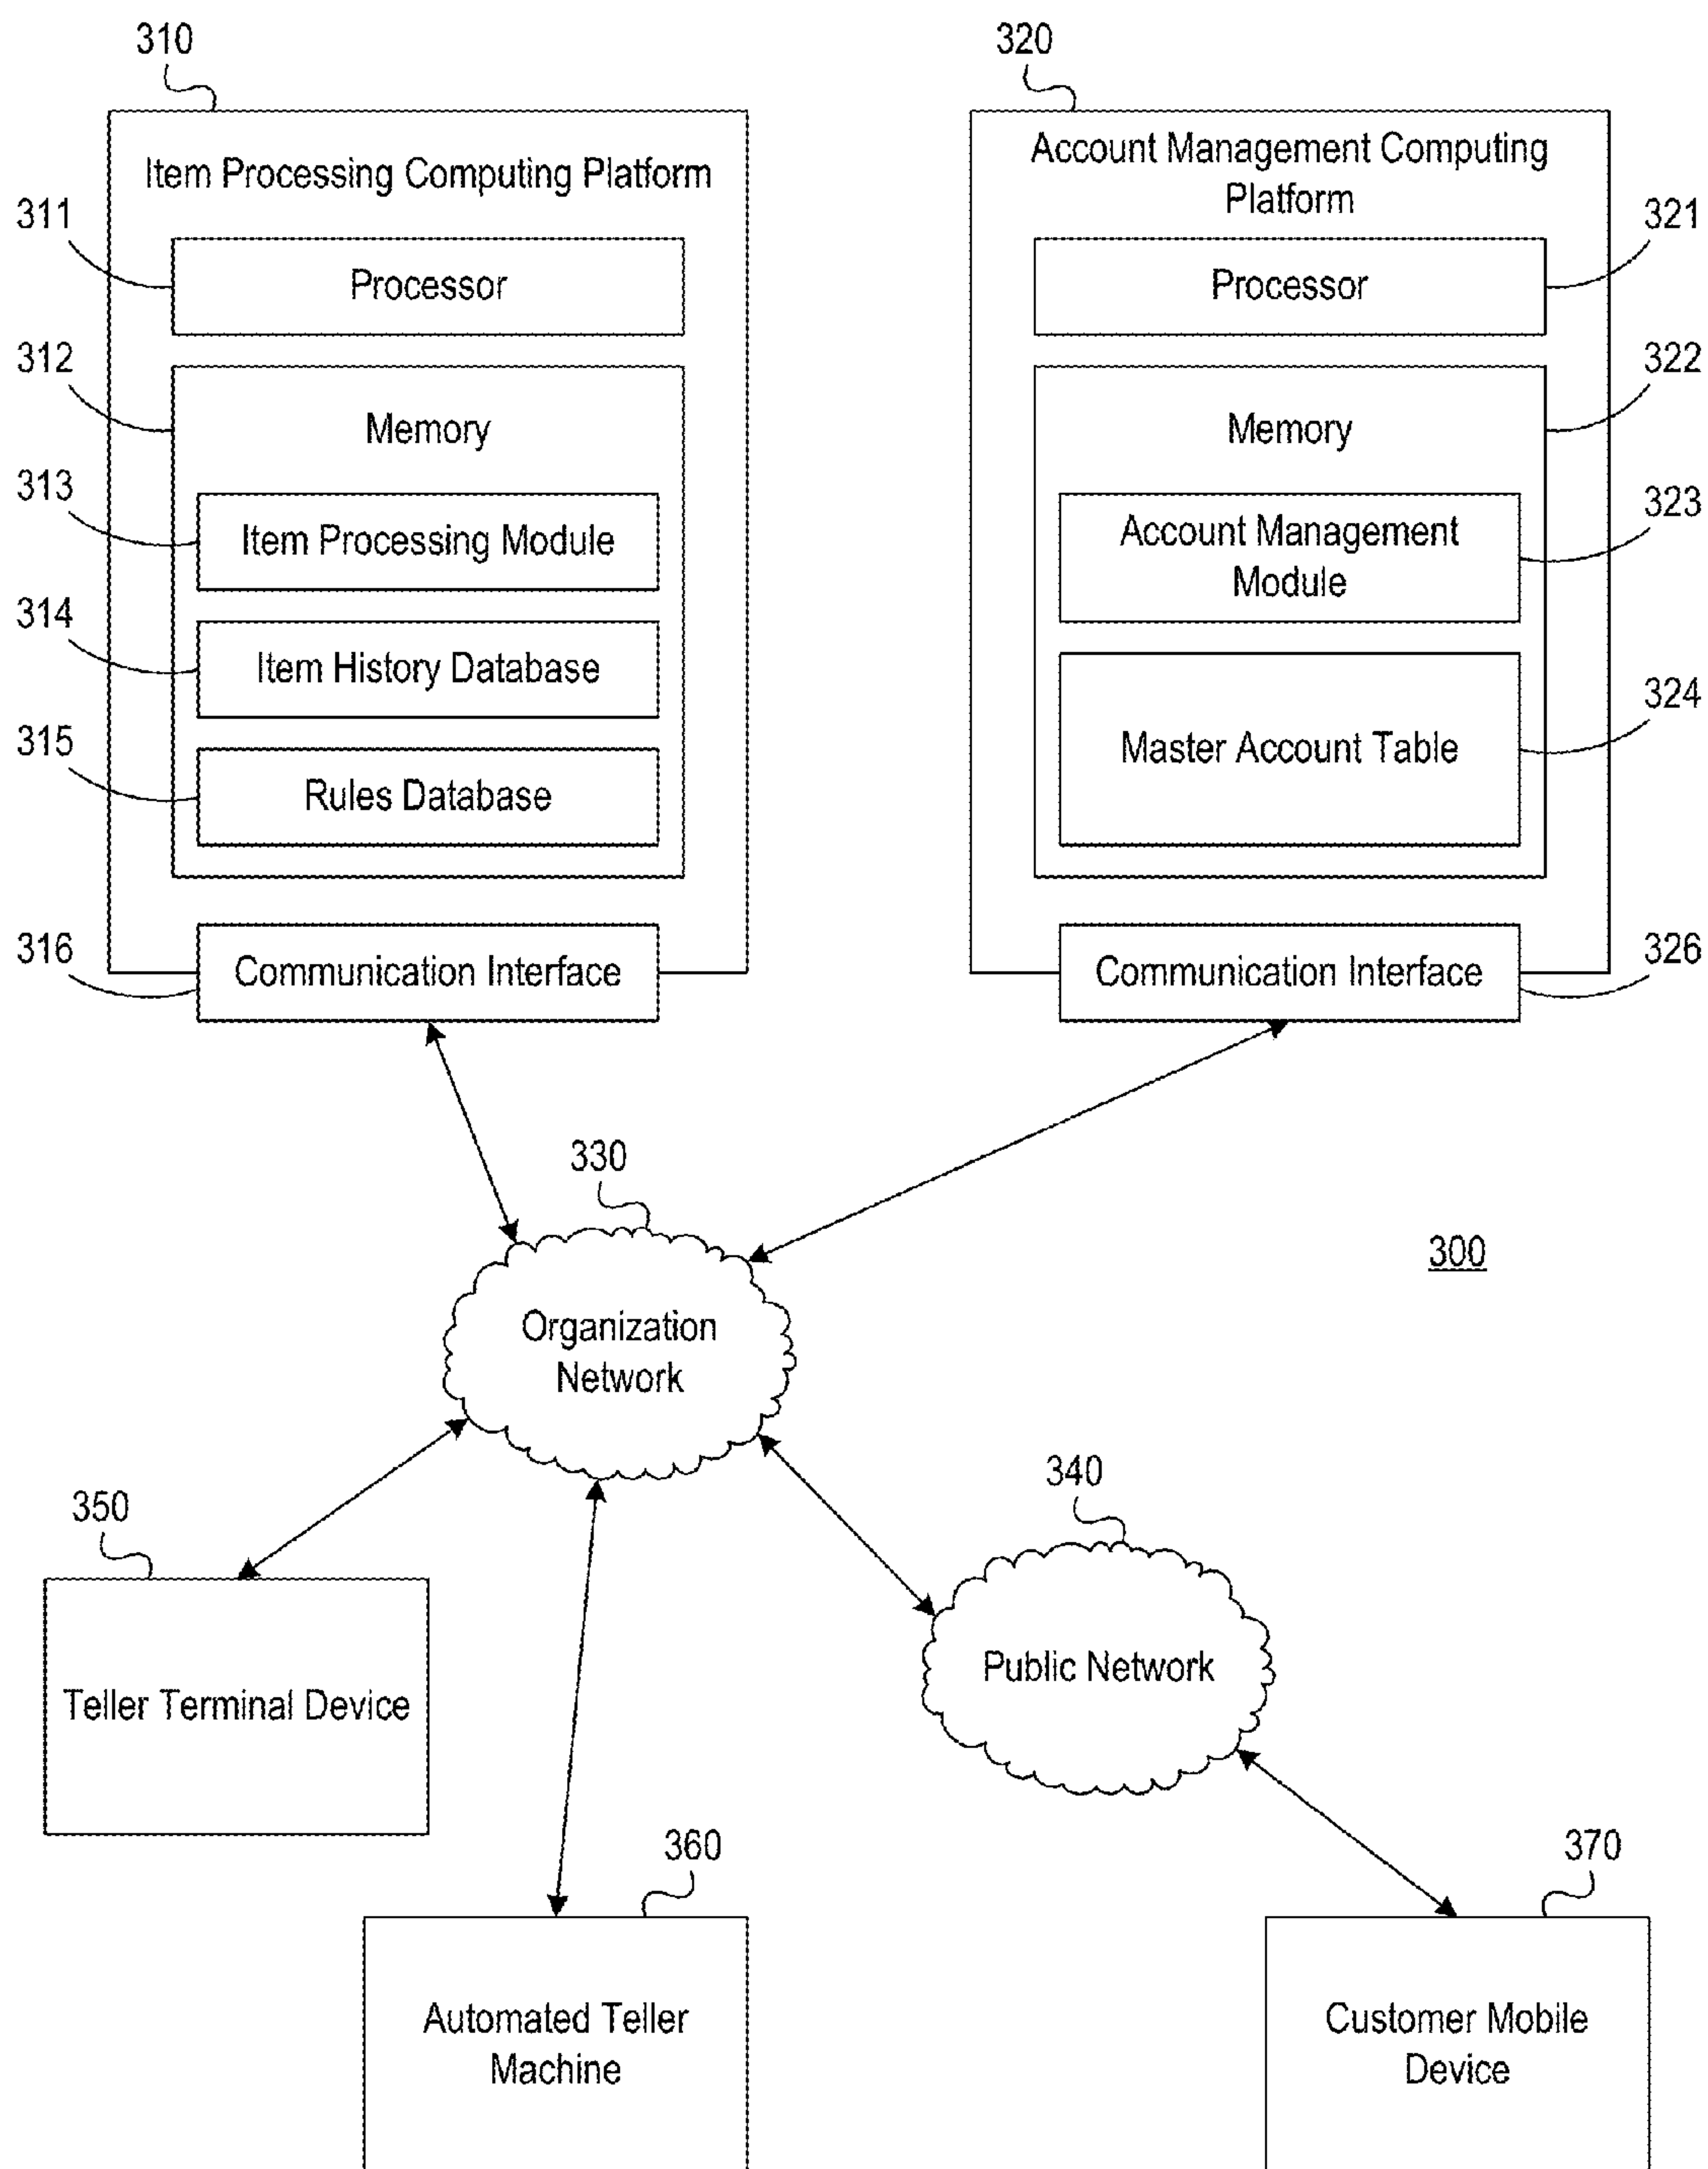 310
320
Item Processing Computing Platform
Account Management Computing
Platform
311
321
Processor
Processor
312
322
Memory
Memory
313
323
Item Processing Module
Account Management
Module
314
Item History Database
324
315
Rules Database
Master Account Table
316
326
Communication Interface
Communication Interface
330
300
Organization
Network
340
350
Public Network
Teller Terminal Device
360
370
Automated Teller
Machine
Customer Mobile
Device